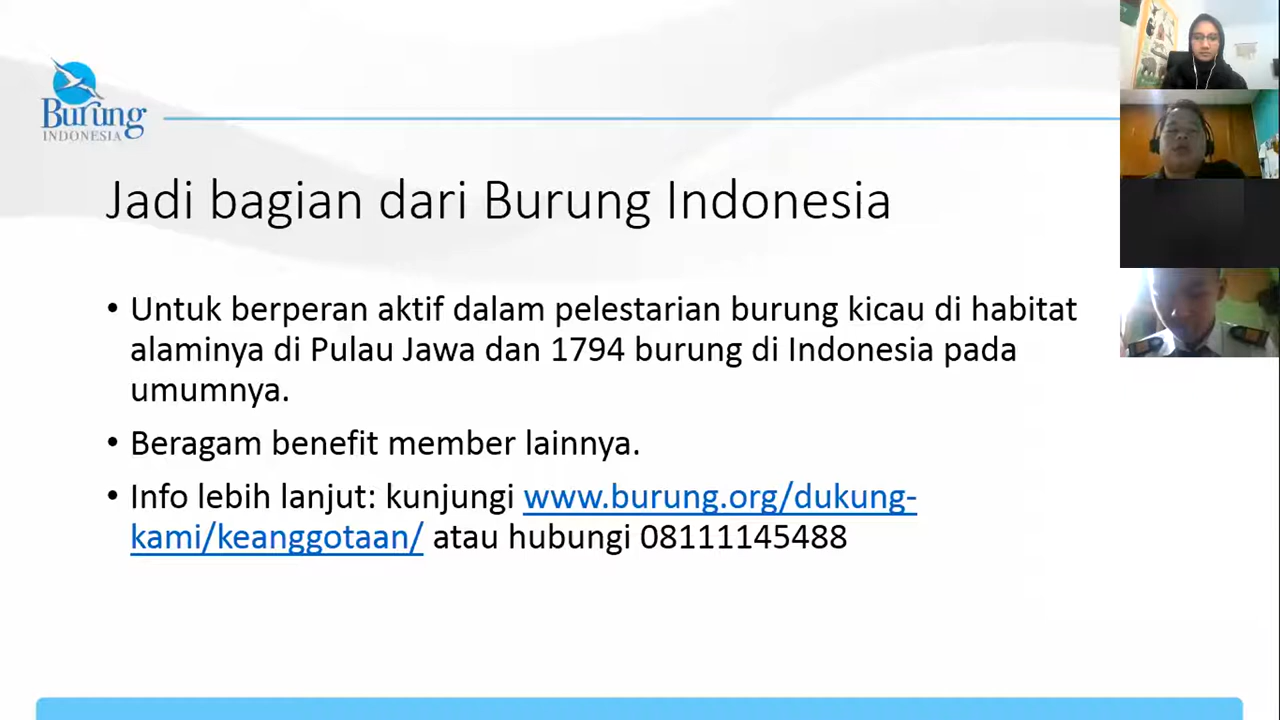 Burung
INDONESIA
Jadi bagian dari Burung Indonesia
• Untuk berperan aktif dalam pelestarian burung kicau di habitat
alaminya di Pulau Jawa dan 1794 burung di Indonesia pada
umumnya.
• Beragam benefit member lainnya.
• Info lebih lanjut: kunjungi www.burung.org/dukung-
kami/keanggotaan/ atau hubungi 08111145488